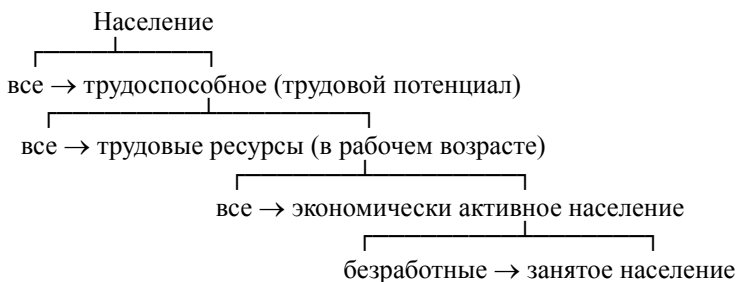 Население
все → трудоспособное (трудовой потенциал)
все → трудовые ресурсы (в рабочем возрасте)
все → экономически активное население
безработные → занятое население